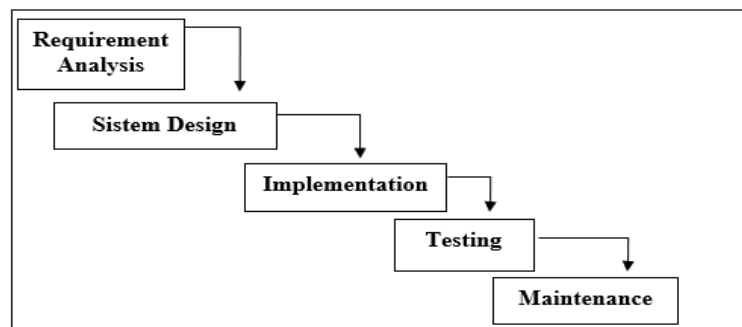 Requirement
Analysis
Sistem Design
Implementation
Testing
Maintenance